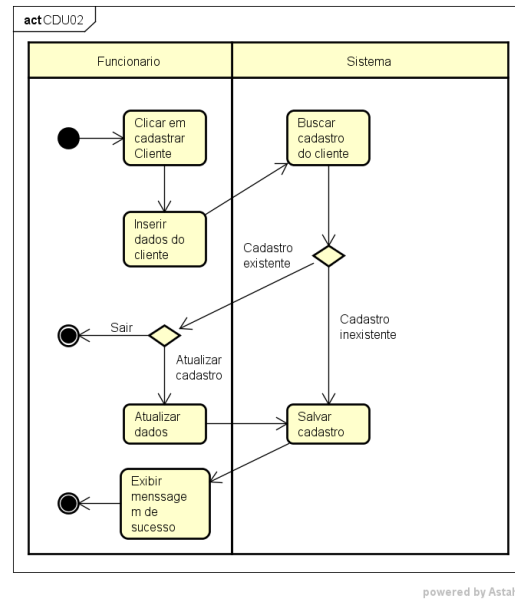 act CDU02
Funcionario
Sistema
Clicar em
cadastrar
Cliente
Buscar
cadastro
do cliente
Inserir
dados do
cliente
Cadastro
existente
Cadastro
inexistente
Sair
Atualizar
cadastro
Atualizar
dados
Salvar
cadastro
Exibir
menssage
m de
sucesso
powered by Astah